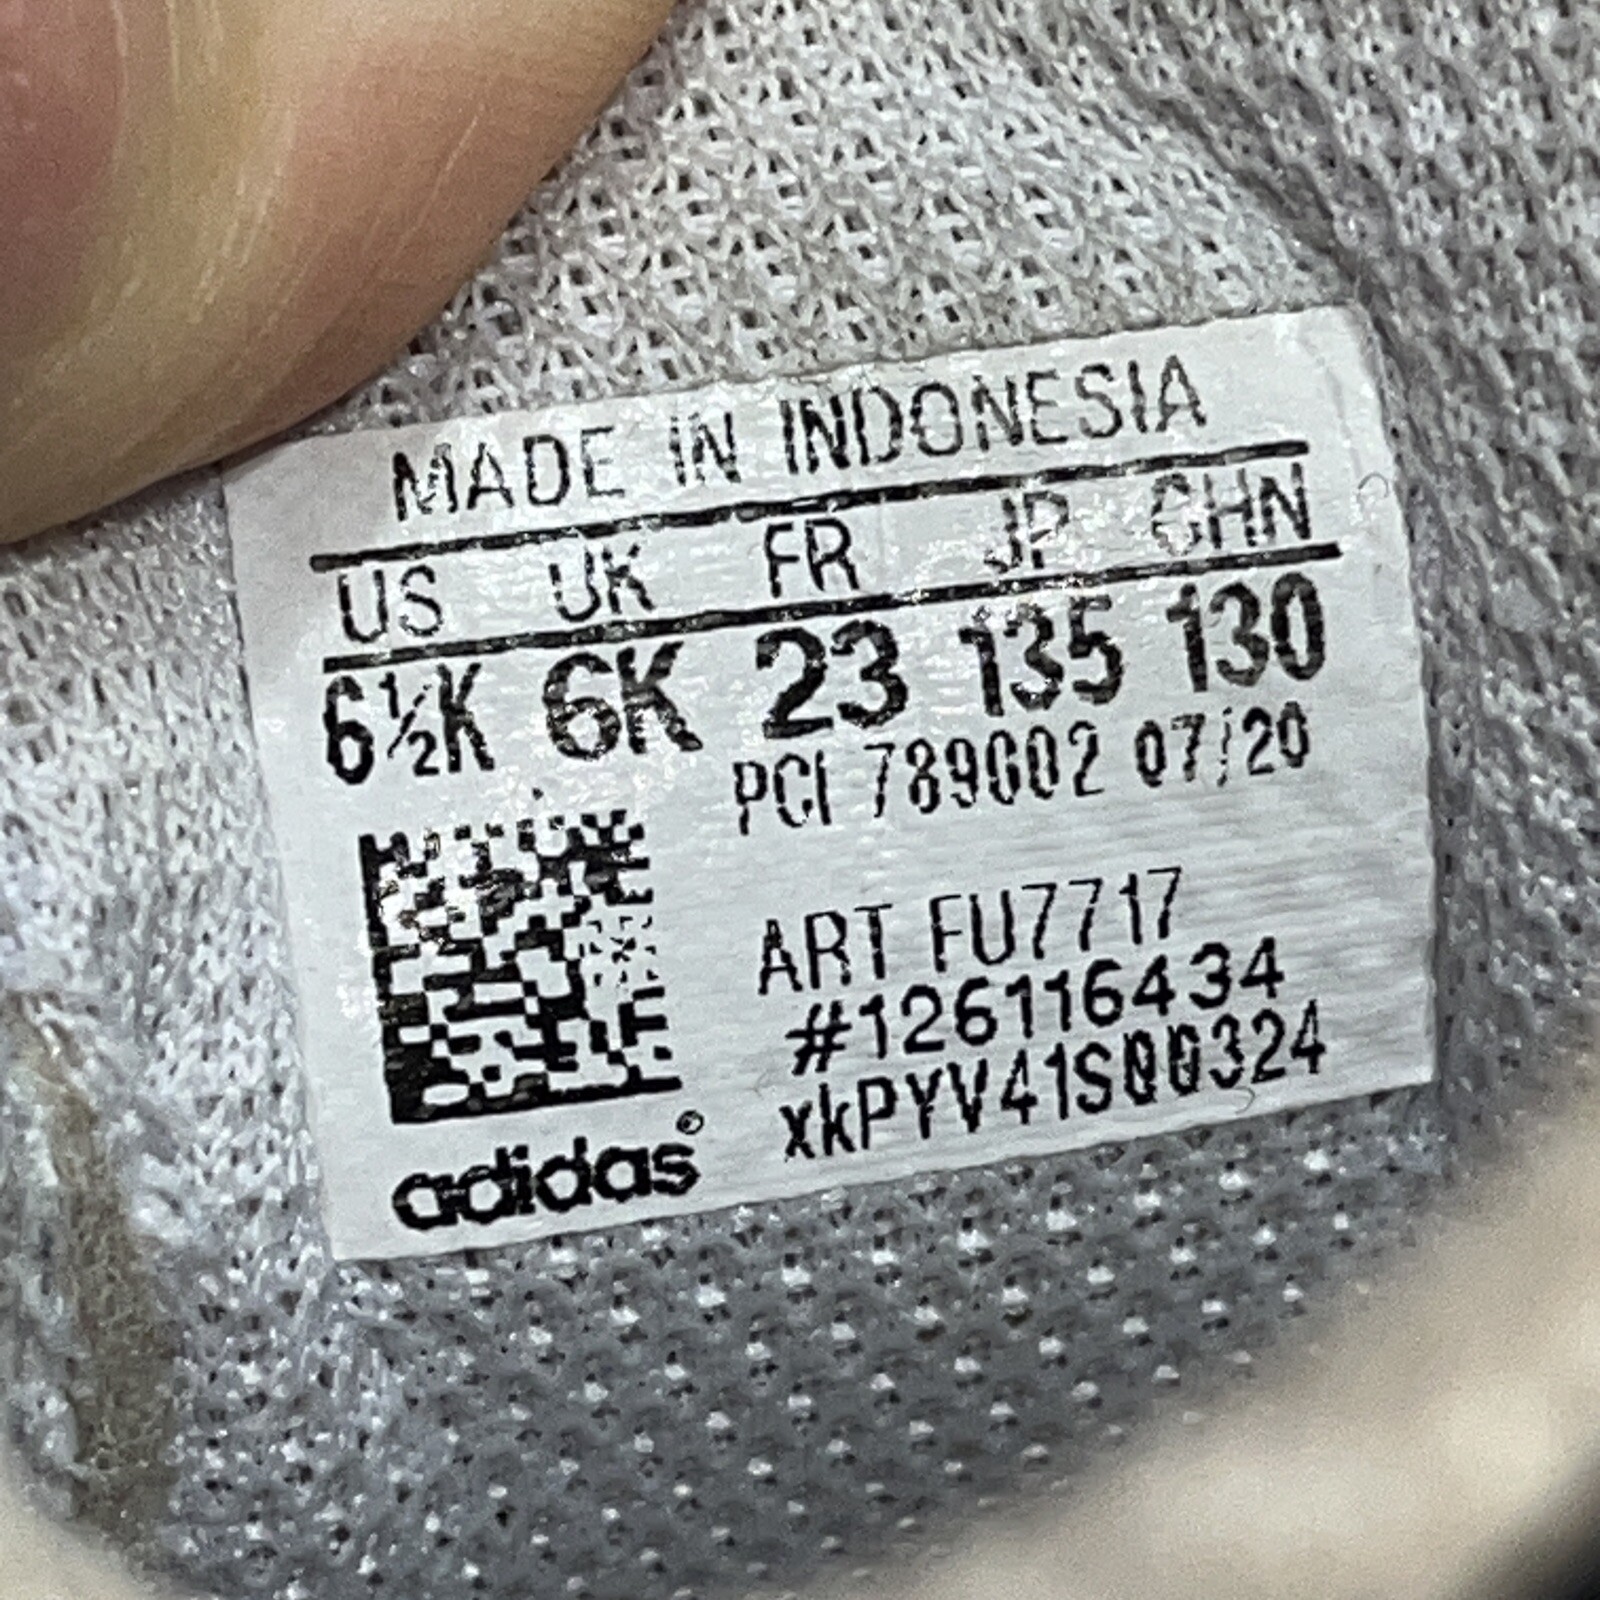 MADE IN INDONESIA
US UK FR JP CHN
6½K 6K 23 135 130
PCI 789002 07/20
ART FU7717
#126116434
xkPYV41S00324
adidas®